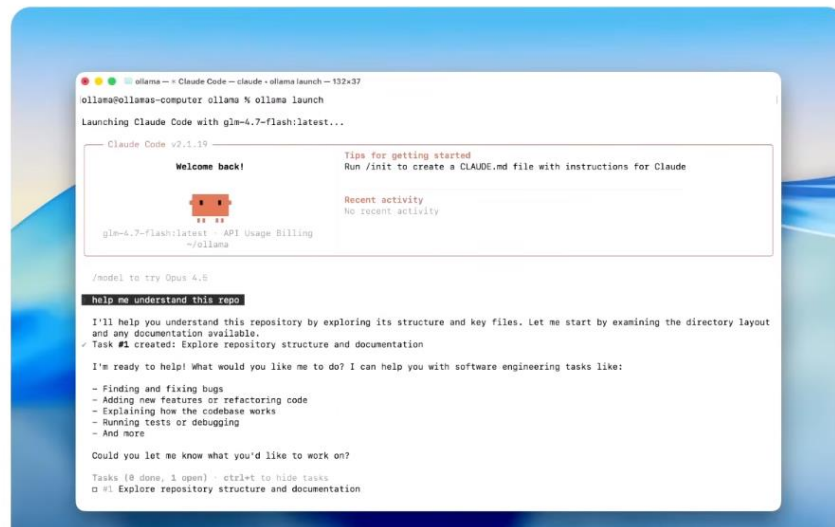 ollama — ✳ Claude Code — claude ◂ ollama launch — 132×37
ollama@ollamas-computer ollama % ollama launch
Launching Claude Code with glm-4.7-flash:latest...
Claude Code v2.1.19
Welcome back!
glm-4.7-flash:latest · API Usage Billing
~/ollama
Tips for getting started
Run /init to create a CLAUDE.md file with instructions for Claude
Recent activity
No recent activity
/model to try Opus 4.5
help me understand this repo
I'll help you understand this repository by exploring its structure and key files. Let me start by examining the directory layout
and any documentation available.
✓ Task #1 created: Explore repository structure and documentation
I'm ready to help! What would you like me to do? I can help you with software engineering tasks like:
- Finding and fixing bugs
- Adding new features or refactoring code
- Explaining how the codebase works
- Running tests or debugging
- And more
Could you let me know what you'd like to work on?
Tasks (0 done, 1 open) · ctrl+t to hide tasks
□ #1 Explore repository structure and documentation